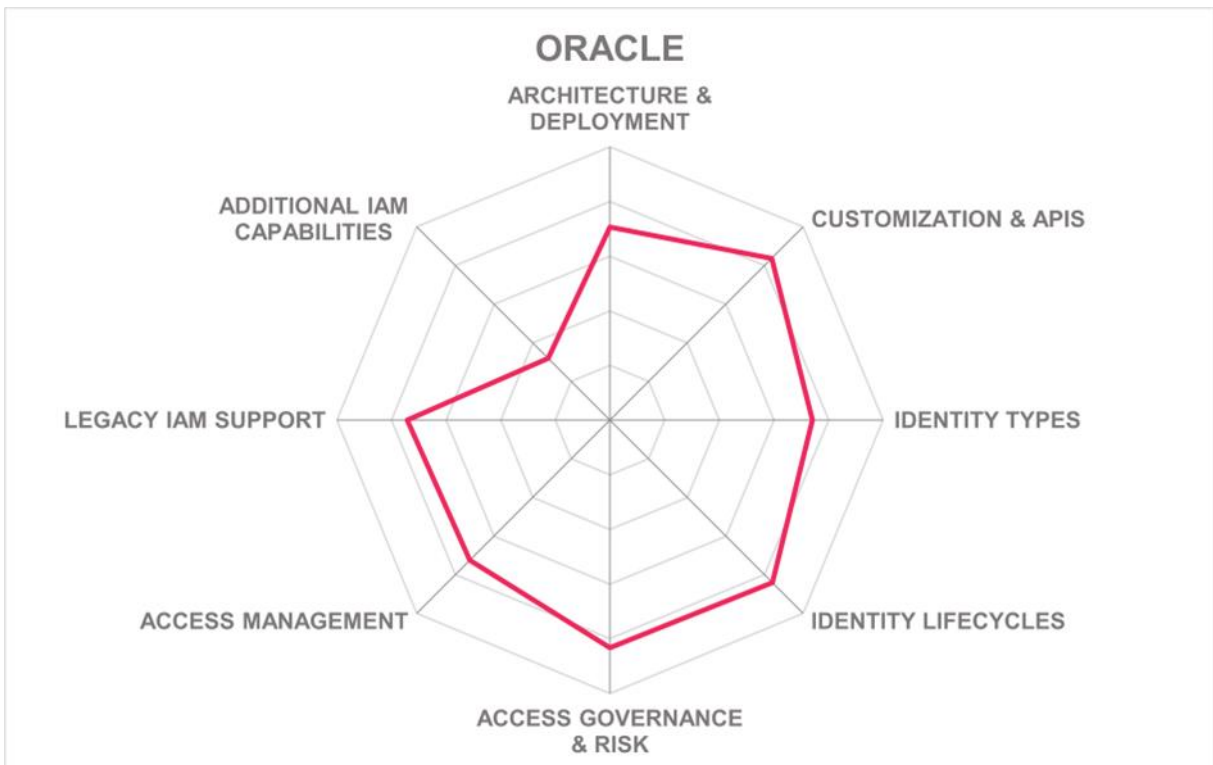 ORACLE
ARCHITECTURE &
DEPLOYMENT
ADDITIONAL IAM
CAPABILITIES
CUSTOMIZATION & APIS
LEGACY IAM SUPPORT
IDENTITY TYPES
ACCESS MANAGEMENT
IDENTITY LIFECYCLES
ACCESS GOVERNANCE
& RISK